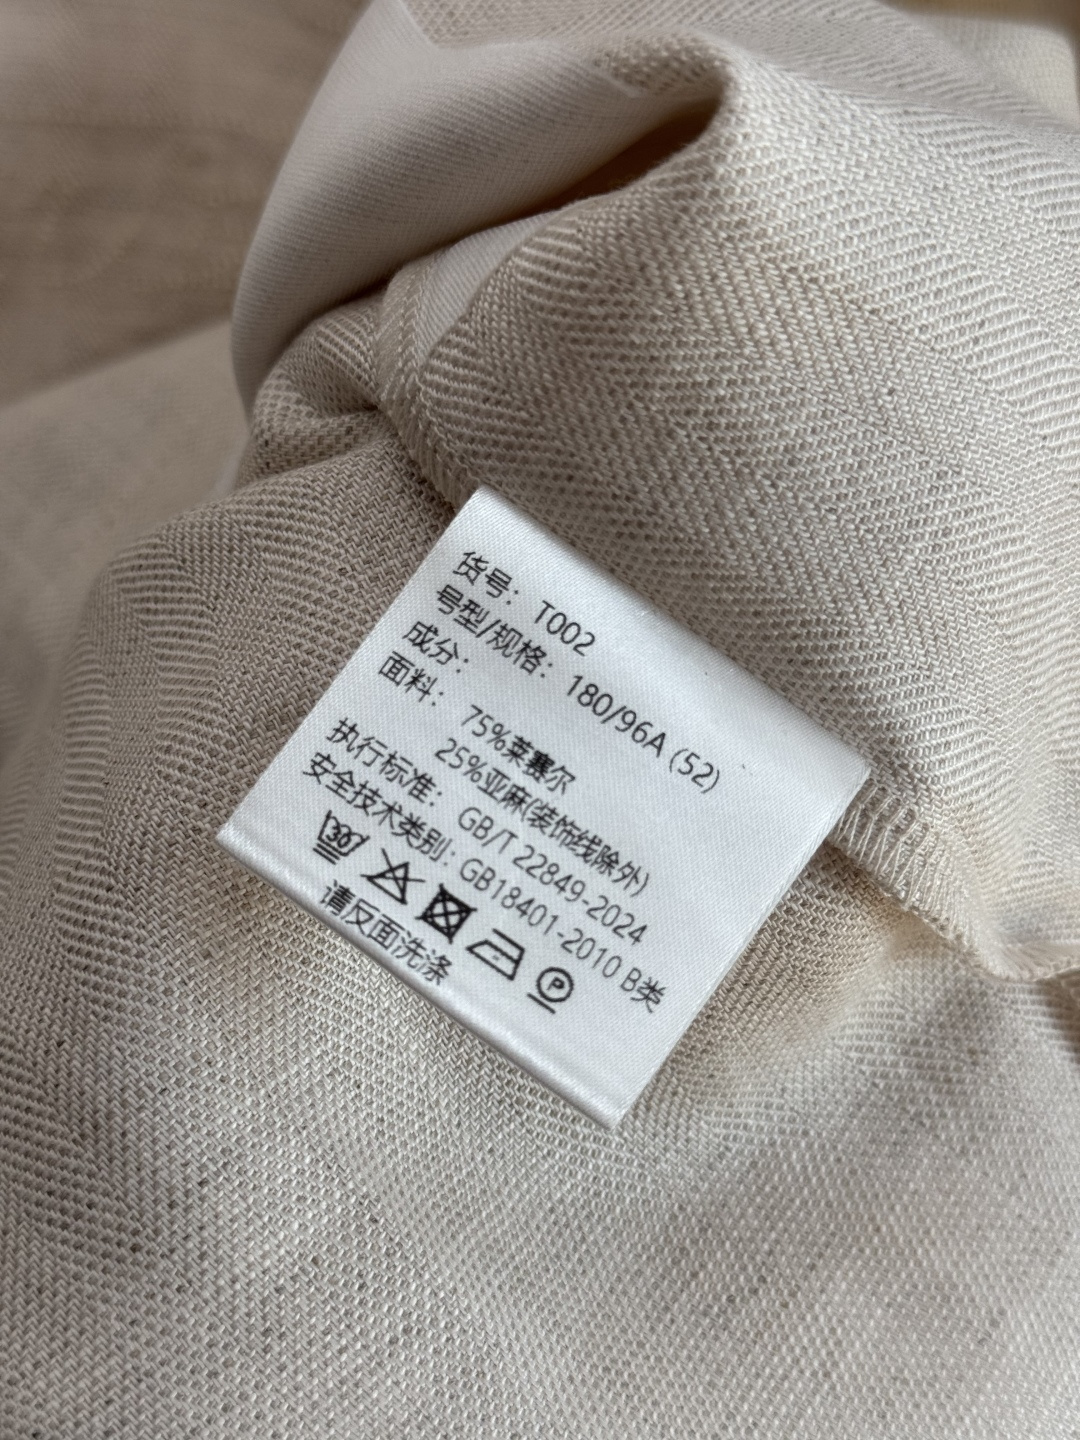 货号： T002
号型/规格： 180/96A (52)
成分：
面料： 75%莱赛尔
25%亚麻(装饰线除外)
执行标准： GB/T 22849-2024
安全技术类别: GB18401-2010 B类
P
请反面洗涤